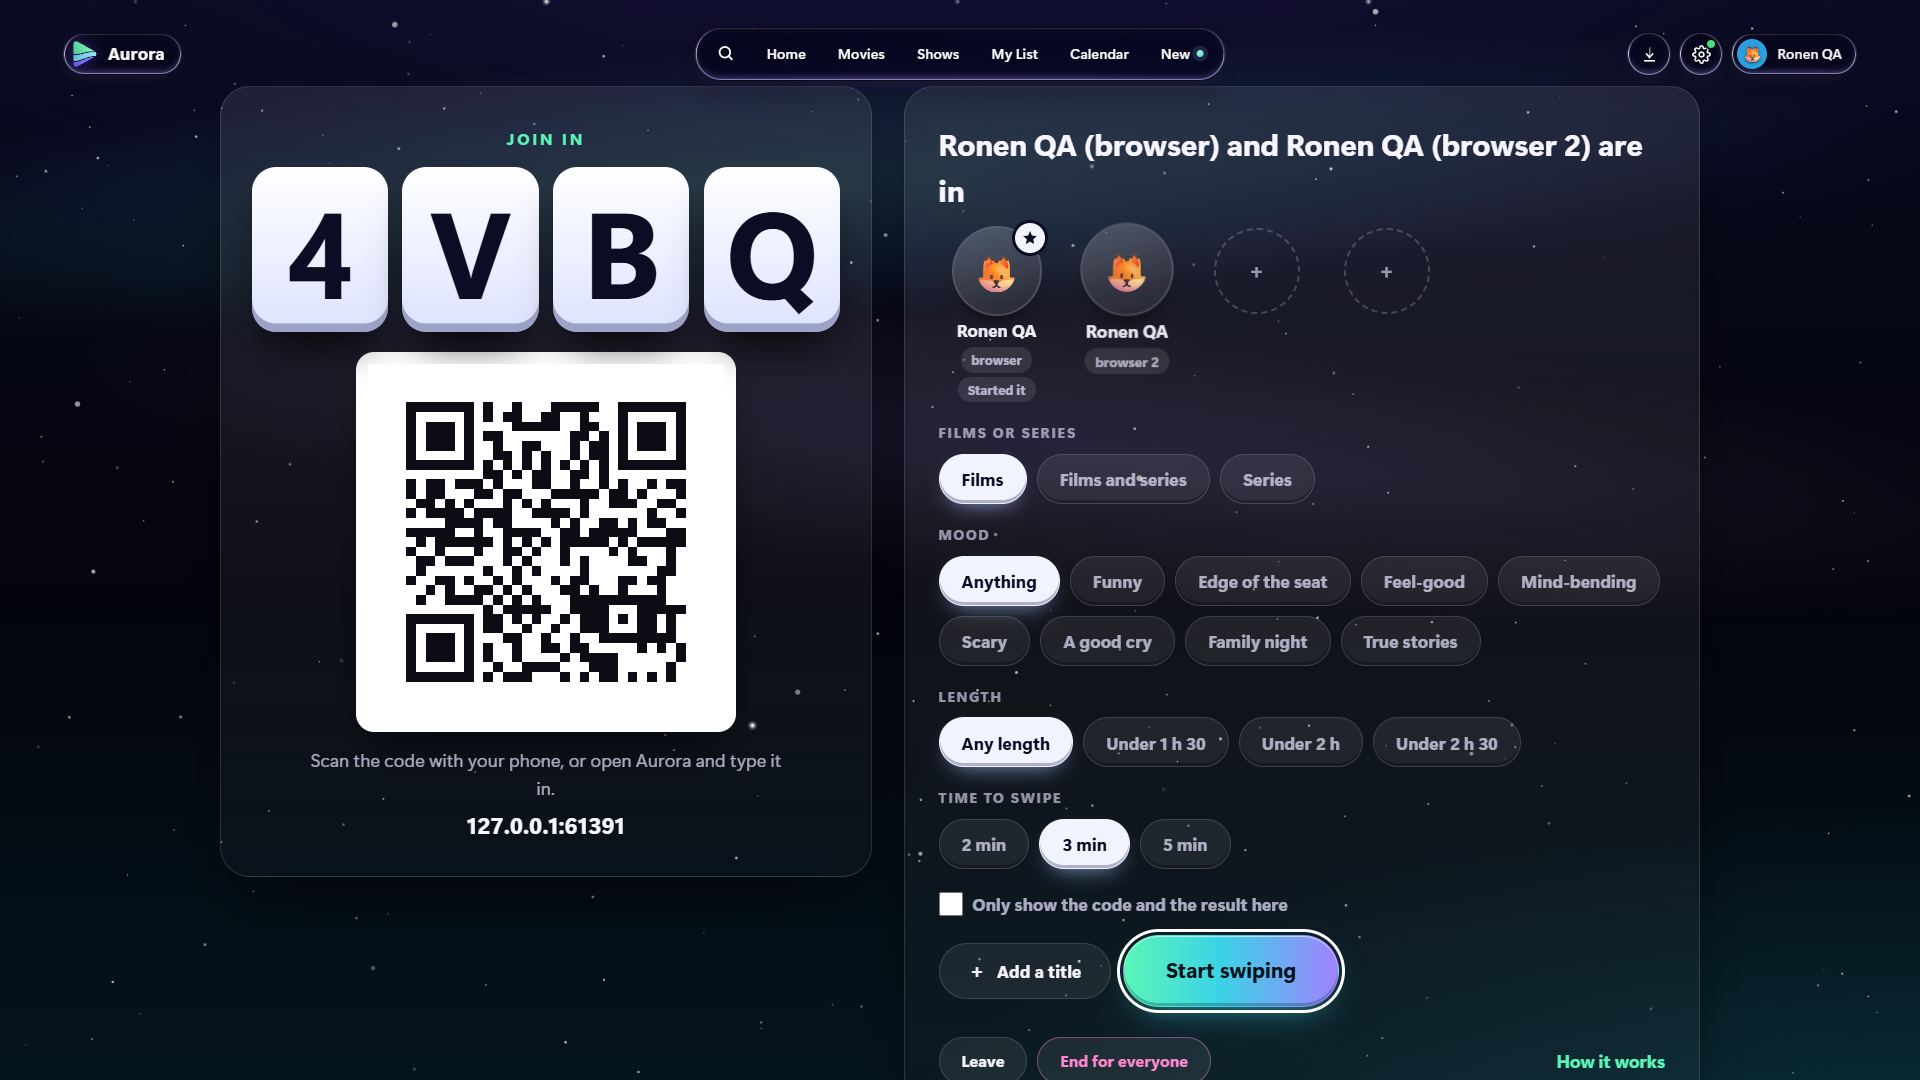 Aurora
Home
Movies
Shows
My List
Calendar
New
Ronen QA
JOIN IN
4 V B Q
Scan the code with your phone, or open Aurora and type it
in.
127.0.0.1:61391
Ronen QA (browser) and Ronen QA (browser 2) are
in
Ronen QA
browser
Started it
Ronen QA
browser 2
FILMS OR SERIES
Films
Films and series
Series
MOOD
Anything
Funny
Edge of the seat
Feel-good
Mind-bending
Scary
A good cry
Family night
True stories
LENGTH
Any length
Under 1 h 30
Under 2 h
Under 2 h 30
TIME TO SWIPE
2 min
3 min
5 min
Only show the code and the result here
+ Add a title
Start swiping
Leave
End for everyone
How it works